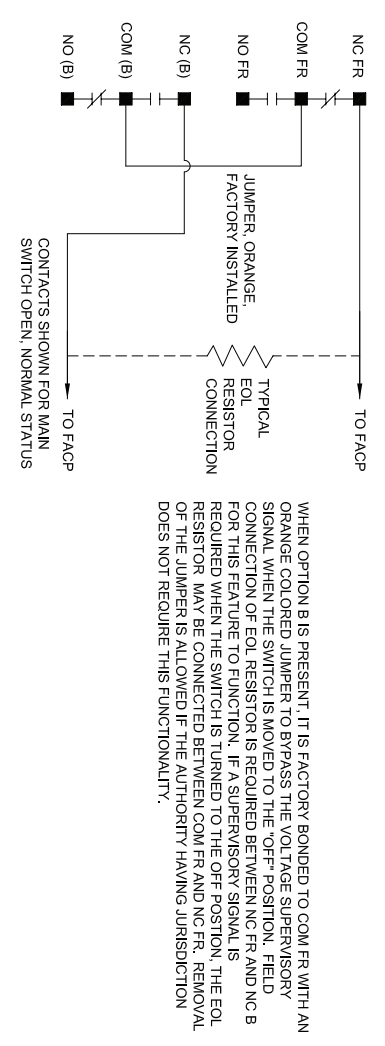 NC FR
COM FR
NO FR
NC (B)
COM (B)
NO (B)
JUMPER, ORANGE,
FACTORY INSTALLED
TO FACP
TYPICAL
EOL
RESISTOR
CONNECTION
TO FACP
CONTACTS SHOWN FOR MAIN
SWITCH OPEN, NORMAL STATUS
WHEN OPTION B IS PRESENT, IT IS FACTORY BONDED TO COM FR WITH AN
ORANGE COLORED JUMPER TO BYPASS THE VOLTAGE SUPERVISORY
SIGNAL WHEN THE SWITCH IS MOVED TO THE "OFF" POSITION. FIELD
CONNECTION OF EOL RESISTOR IS REQUIRED BETWEEN NC FR AND NC B
FOR THIS FEATURE TO FUNCTION. IF A SUPERVISORY SIGNAL IS
REQUIRED WHEN THE SWITCH IS TURNED TO THE OFF POSTION, THE EOL
RESISTOR MAY BE CONNECTED BETWEEN COM FR AND NC FR. REMOVAL
OF THE JUMPER IS ALLOWED IF THE AUTHORITY HAVING JURISDICTION
DOES NOT REQUIRE THIS FUNCTIONALITY.